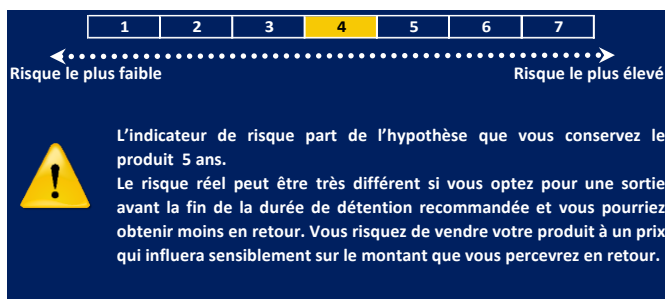 1 2 3 4 5 6 7
Risque le plus faible Risque le plus élevé
L'indicateur de risque part de l'hypothèse que vous conservez le
produit 5 ans.
Le risque réel peut être très différent si vous optez pour une sortie
avant la fin de la durée de détention recommandée et vous pourriez
obtenir moins en retour. Vous risquez de vendre votre produit à un prix
qui influera sensiblement sur le montant que vous percevrez en retour.